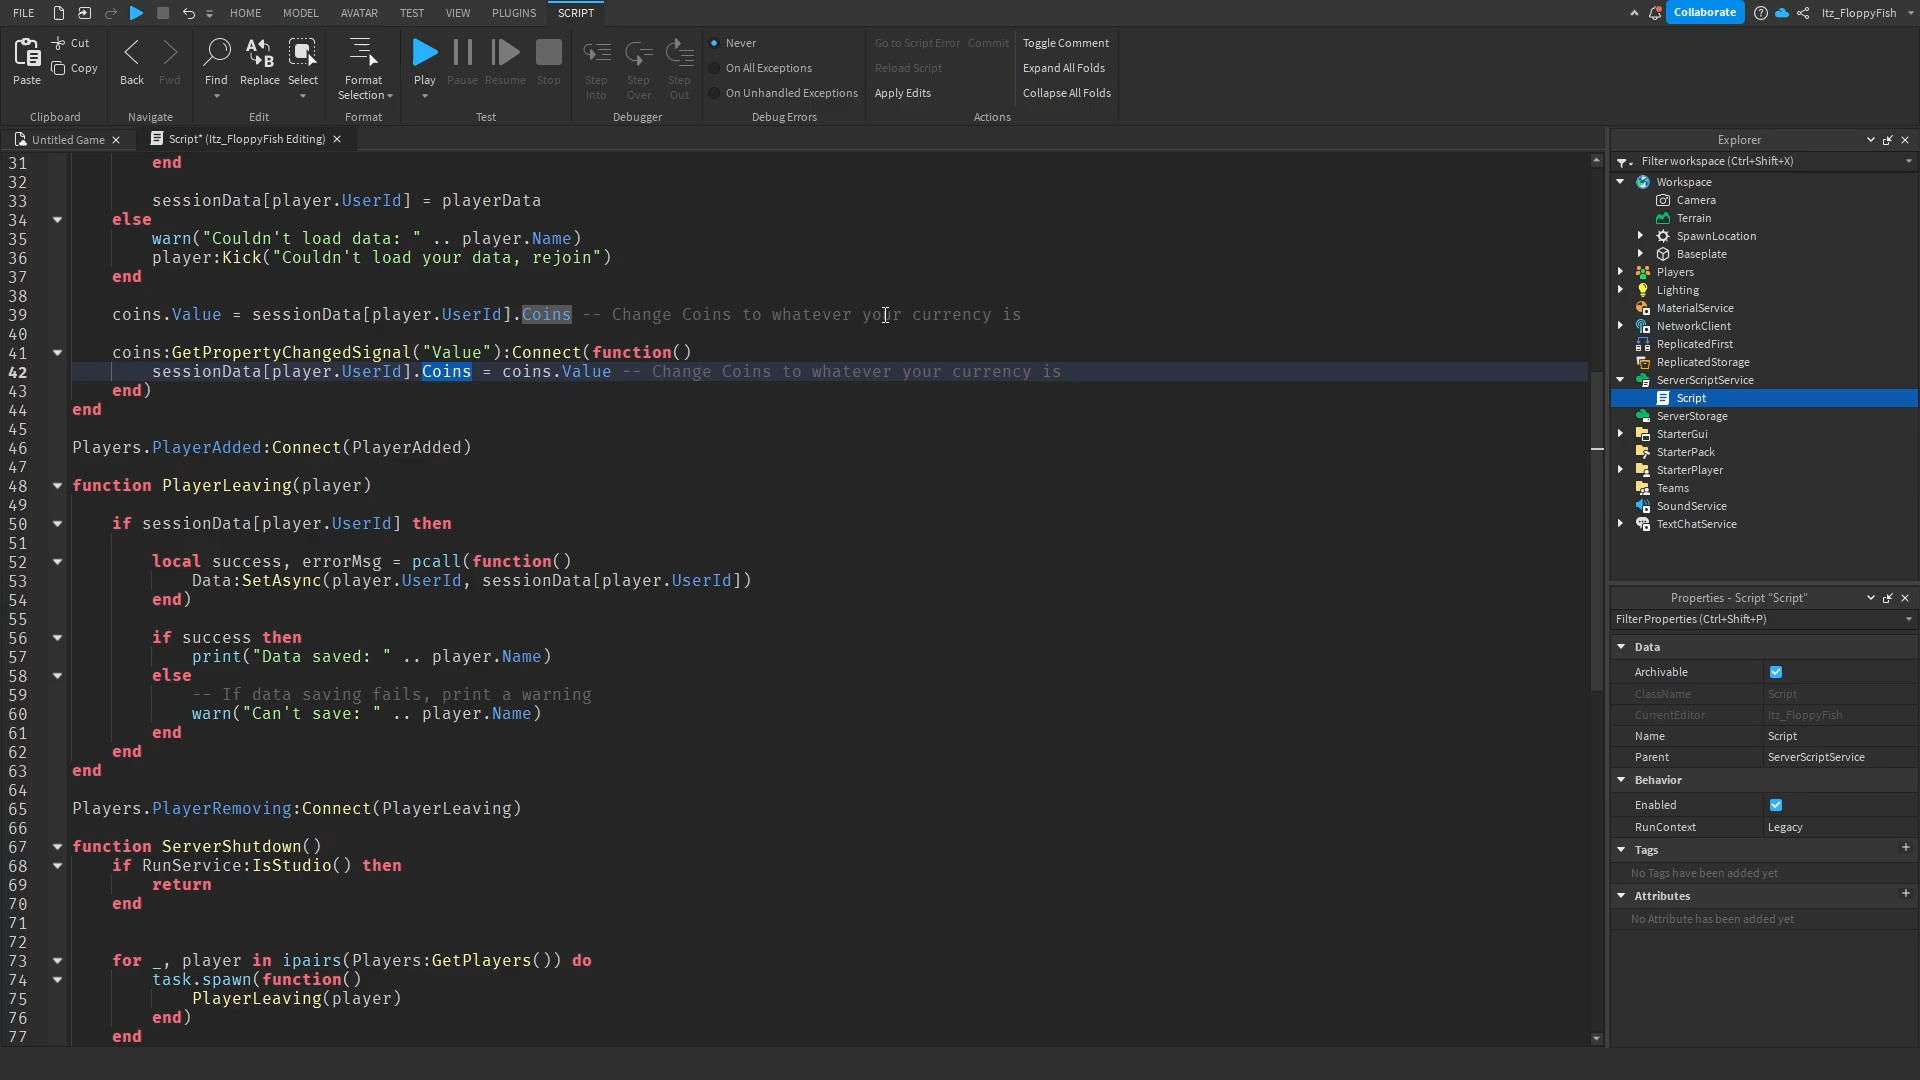 FILE HOME MODEL AVATAR TEST VIEW PLUGINS SCRIPT Collaborate Itz_FloppyFish
Paste Cut Copy
Clipboard
Back Fwd
Navigate
Find Replace Select
Edit
Format Selection
Format
Play Pause Resume Stop
Test
Step Into Step Over Step Out
Debugger
Never
On All Exceptions
On Unhandled Exceptions
Debug Errors
Go to Script Error Commit
Reload Script
Apply Edits
Toggle Comment
Expand All Folds
Collapse All Folds
Actions
Untitled Game Script* (Itz_FloppyFish Editing)
31 end
32
33 sessionData[player.UserId] = playerData
34 else
35 warn("Couldn't load data: " .. player.Name)
36 player:Kick("Couldn't load your data, rejoin")
37 end
38
39 coins.Value = sessionData[player.UserId].Coins -- Change Coins to whatever your currency is
40
41 coins:GetPropertyChangedSignal("Value"):Connect(function()
42 sessionData[player.UserId].Coins = coins.Value -- Change Coins to whatever your currency is
43 end)
44 end
45
46 Players.PlayerAdded:Connect(PlayerAdded)
47
48 function PlayerLeaving(player)
49
50 if sessionData[player.UserId] then
51
52 local success, errorMsg = pcall(function()
53 Data:SetAsync(player.UserId, sessionData[player.UserId])
54 end)
55
56 if success then
57 print("Data saved: " .. player.Name)
58 else
59 -- If data saving fails, print a warning
60 warn("Can't save: " .. player.Name)
61 end
62 end
63 end
64
65 Players.PlayerRemoving:Connect(PlayerLeaving)
66
67 function ServerShutdown()
68 if RunService:IsStudio() then
69 return
70 end
71
72
73 for _, player in ipairs(Players:GetPlayers()) do
74 task.spawn(function()
75 PlayerLeaving(player)
76 end)
77 end
Explorer
Filter workspace (Ctrl+Shift+X)
Workspace
Camera
Terrain
SpawnLocation
Baseplate
Players
Lighting
MaterialService
NetworkClient
ReplicatedFirst
ReplicatedStorage
ServerScriptService
Script
ServerStorage
StarterGui
StarterPack
StarterPlayer
Teams
SoundService
TextChatService
Properties - Script "Script"
Filter Properties (Ctrl+Shift+P)
Data
Archivable
ClassName Script
CurrentEditor Itz_FloppyFish
Name Script
Parent ServerScriptService
Behavior
Enabled
RunContext Legacy
Tags +
No Tags have been added yet
Attributes +
No Attribute has been added yet